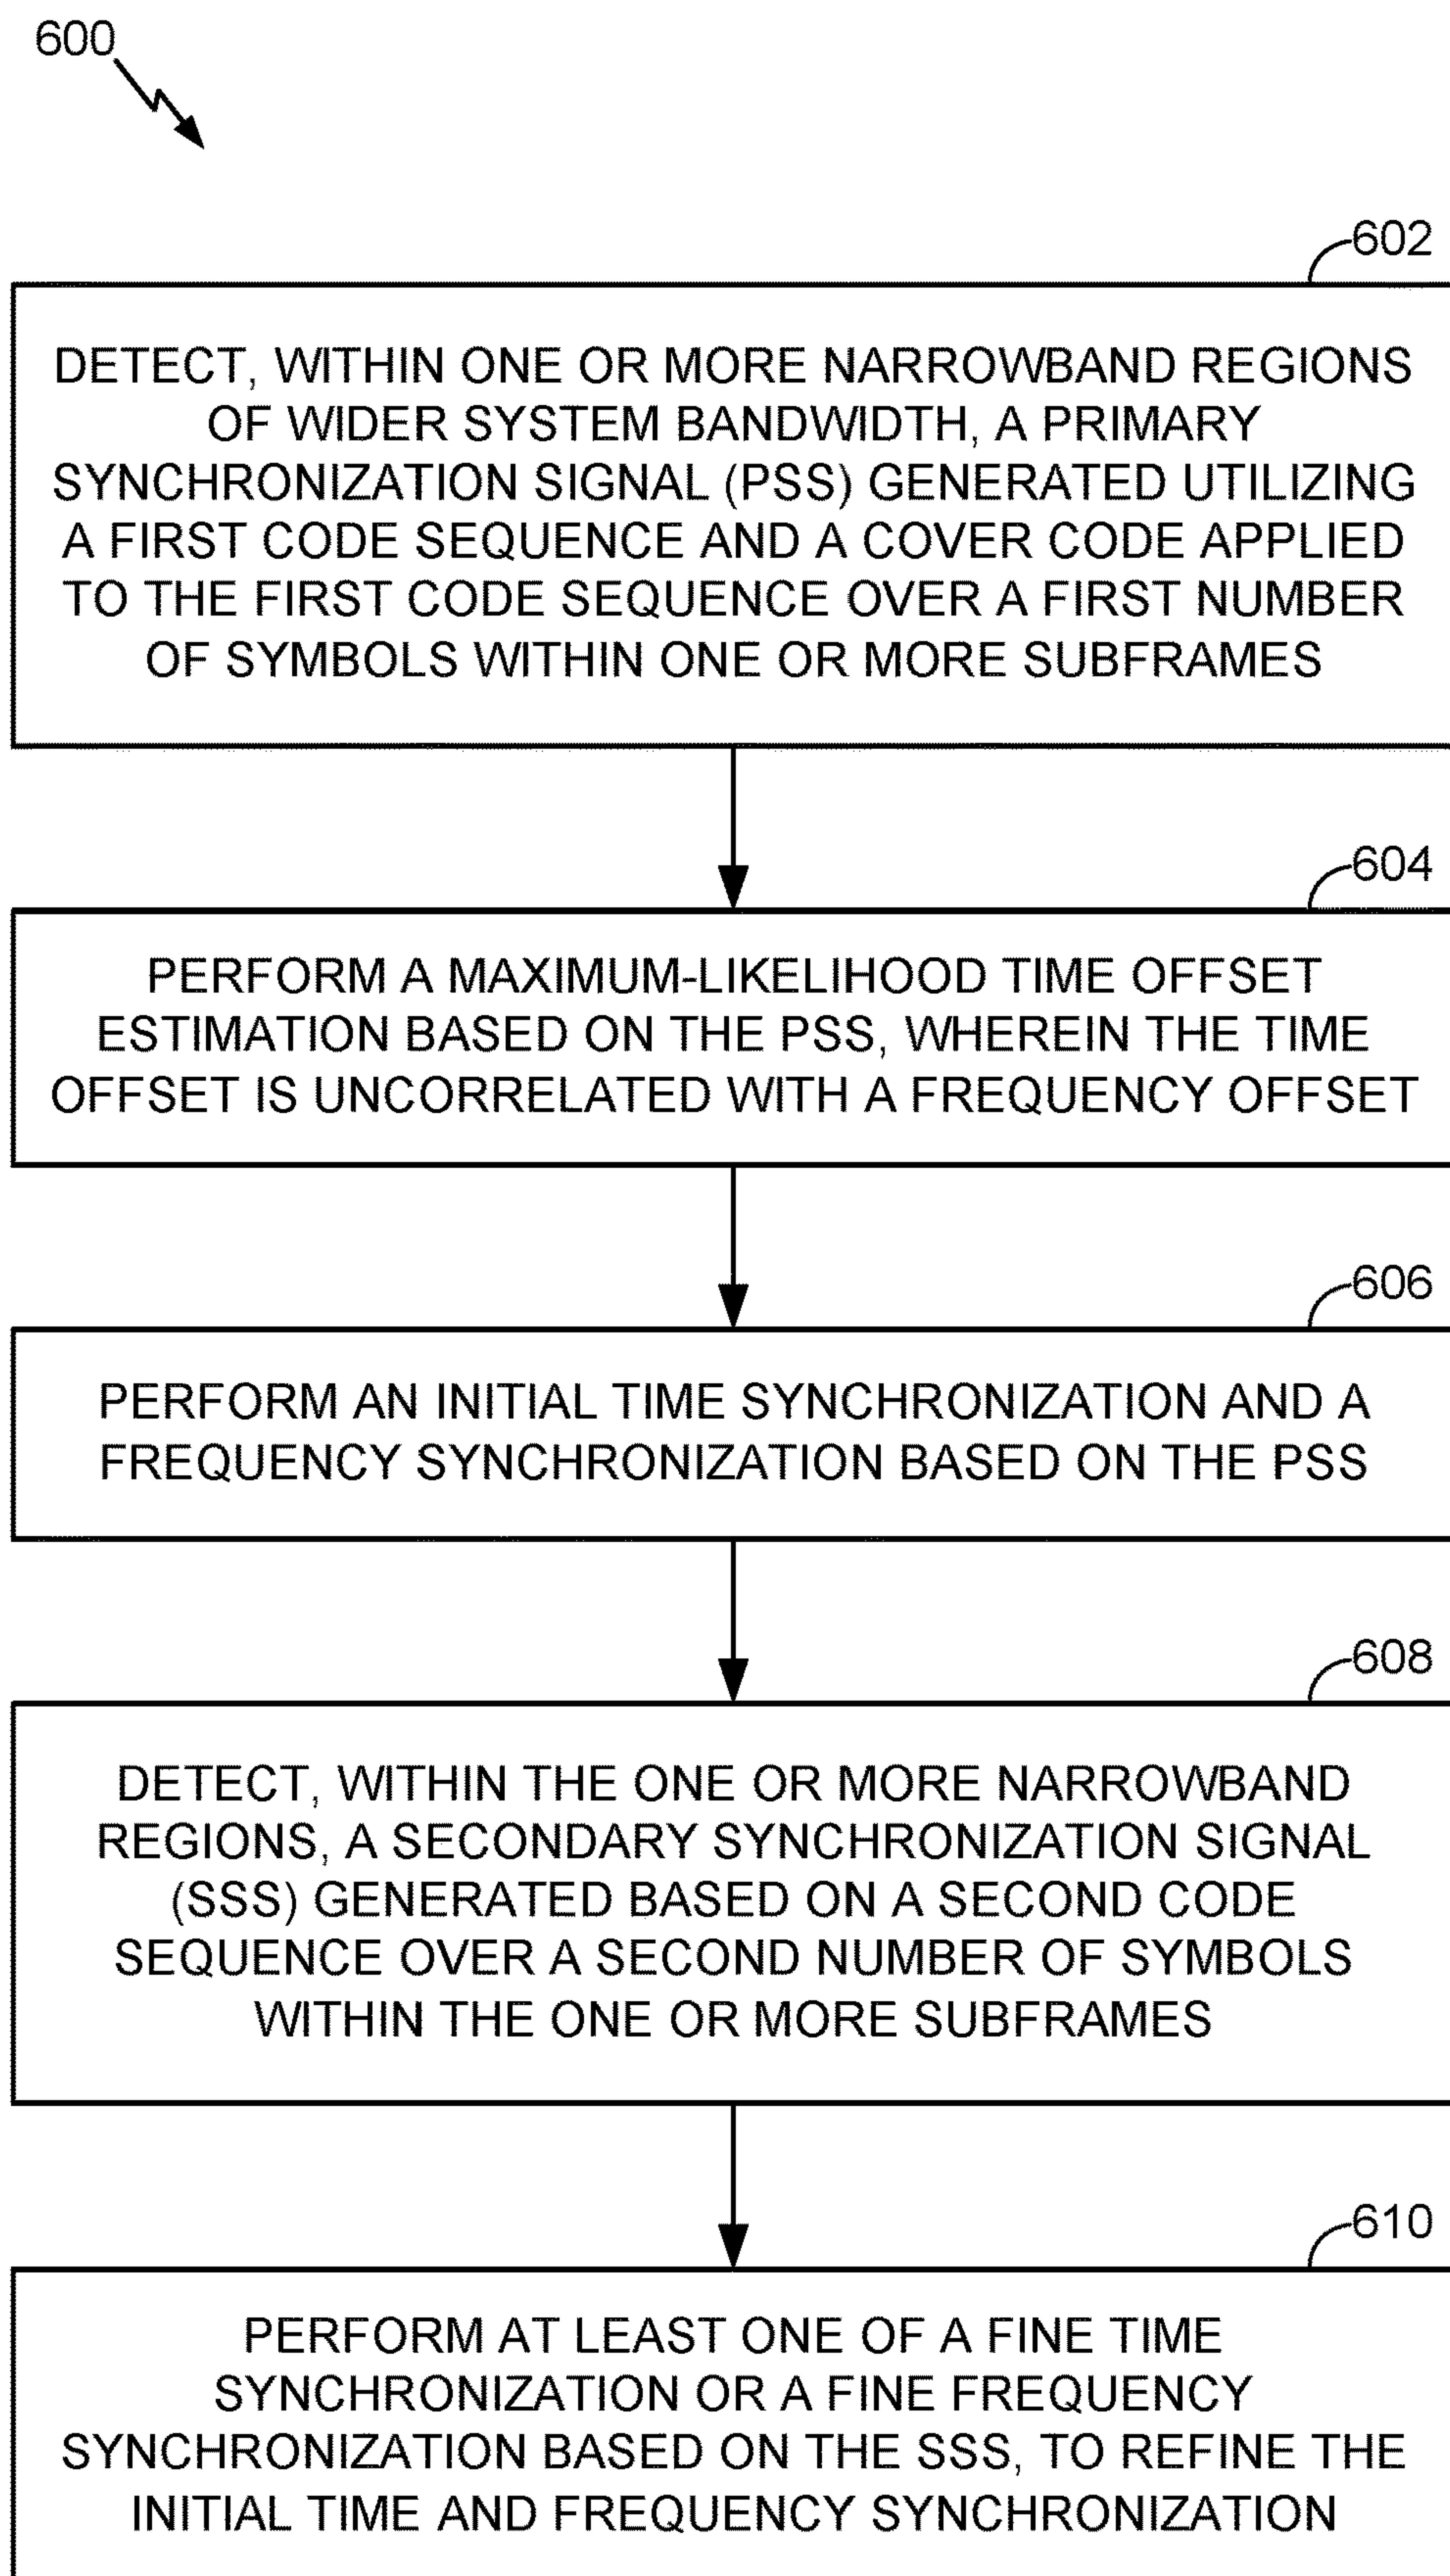 600
602
DETECT, WITHIN ONE OR MORE NARROWBAND REGIONS
OF WIDER SYSTEM BANDWIDTH, A PRIMARY
SYNCHRONIZATION SIGNAL (PSS) GENERATED UTILIZING
A FIRST CODE SEQUENCE AND A COVER CODE APPLIED
TO THE FIRST CODE SEQUENCE OVER A FIRST NUMBER
OF SYMBOLS WITHIN ONE OR MORE SUBFRAMES
604
PERFORM A MAXIMUM-LIKELIHOOD TIME OFFSET
ESTIMATION BASED ON THE PSS, WHEREIN THE TIME
OFFSET IS UNCORRELATED WITH A FREQUENCY OFFSET
606
PERFORM AN INITIAL TIME SYNCHRONIZATION AND A
FREQUENCY SYNCHRONIZATION BASED ON THE PSS
608
DETECT, WITHIN THE ONE OR MORE NARROWBAND
REGIONS, A SECONDARY SYNCHRONIZATION SIGNAL
(SSS) GENERATED BASED ON A SECOND CODE
SEQUENCE OVER A SECOND NUMBER OF SYMBOLS
WITHIN THE ONE OR MORE SUBFRAMES
610
PERFORM AT LEAST ONE OF A FINE TIME
SYNCHRONIZATION OR A FINE FREQUENCY
SYNCHRONIZATION BASED ON THE SSS, TO REFINE THE
INITIAL TIME AND FREQUENCY SYNCHRONIZATION